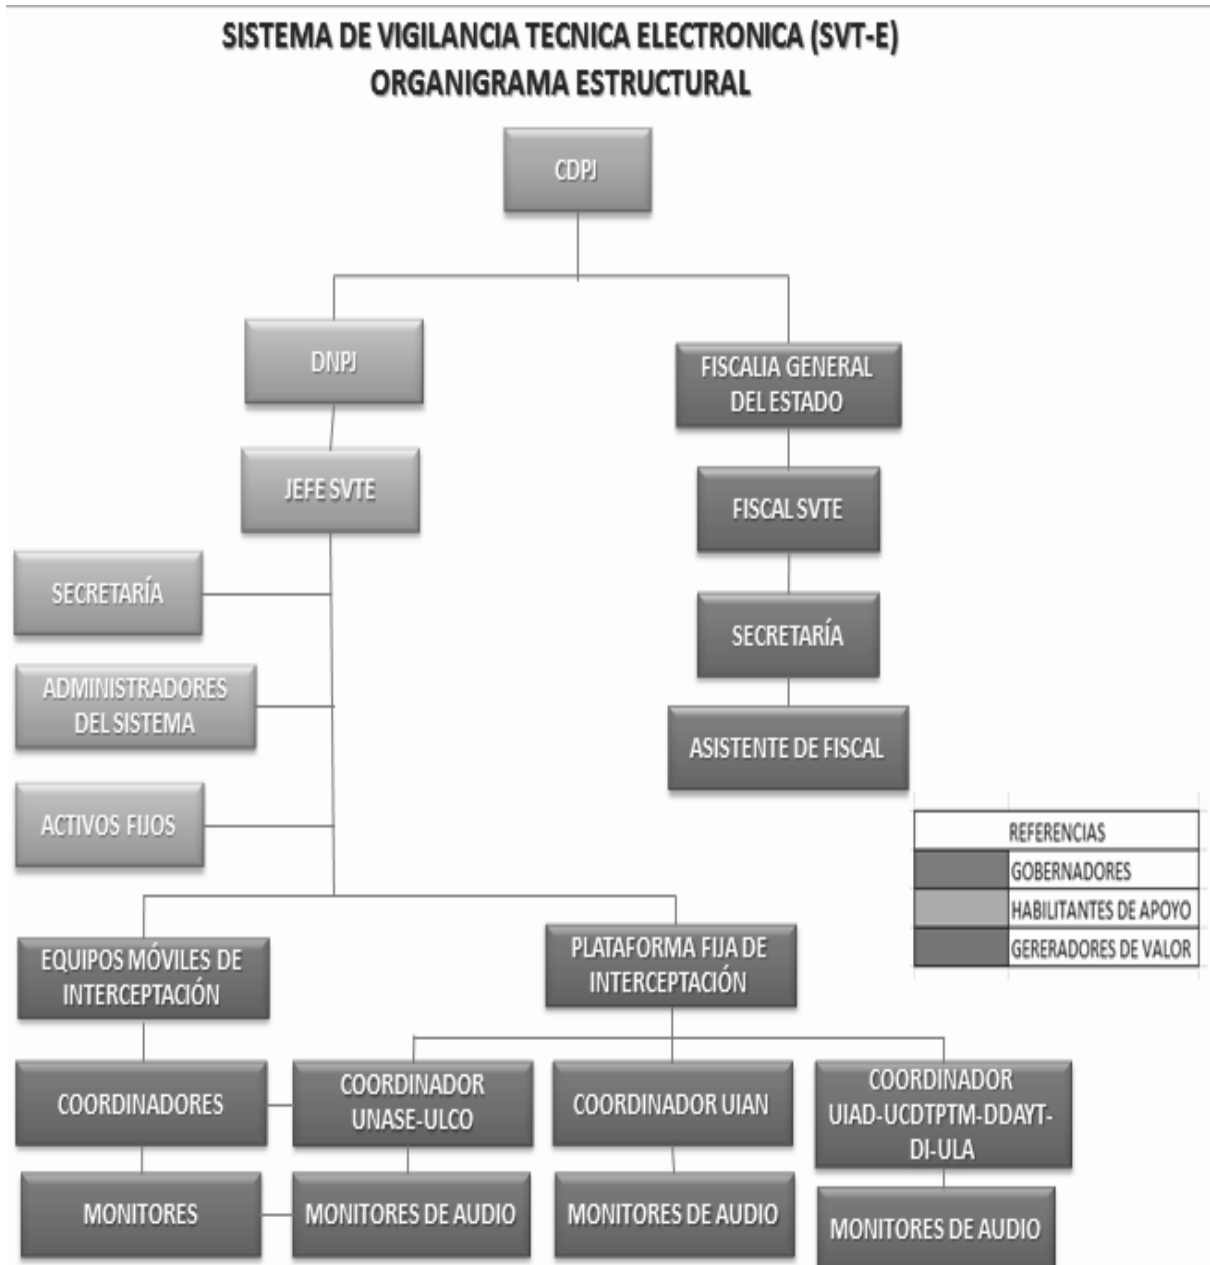 SISTEMA DE VIGILANCIA TECNICA ELECTRONICA (SVT-E)
ORGANIGRAMA ESTRUCTURAL
CDPJ
DNPJ
FISCALIA GENERAL
DEL ESTADO
JEFE SVTE
FISCAL SVTE
SECRETARÍA
SECRETARÍA
ADMINISTRADORES
DEL SISTEMA
ASISTENTE DE FISCAL
ACTIVOS FIJOS
REFERENCIAS
GOBERNADORES
HABILITANTES DE APOYO
GERERADORES DE VALOR
EQUIPOS MÓVILES DE
INTERCEPTACIÓN
PLATAFORMA FIJA DE
INTERCEPTACIÓN
COORDINADORES
COORDINADOR
UNASE-ULCO
COORDINADOR UIAN
COORDINADOR
UIAD-UCDTPTM-DDAYT-
DI-ULA
MONITORES
MONITORES DE AUDIO
MONITORES DE AUDIO
MONITORES DE AUDIO